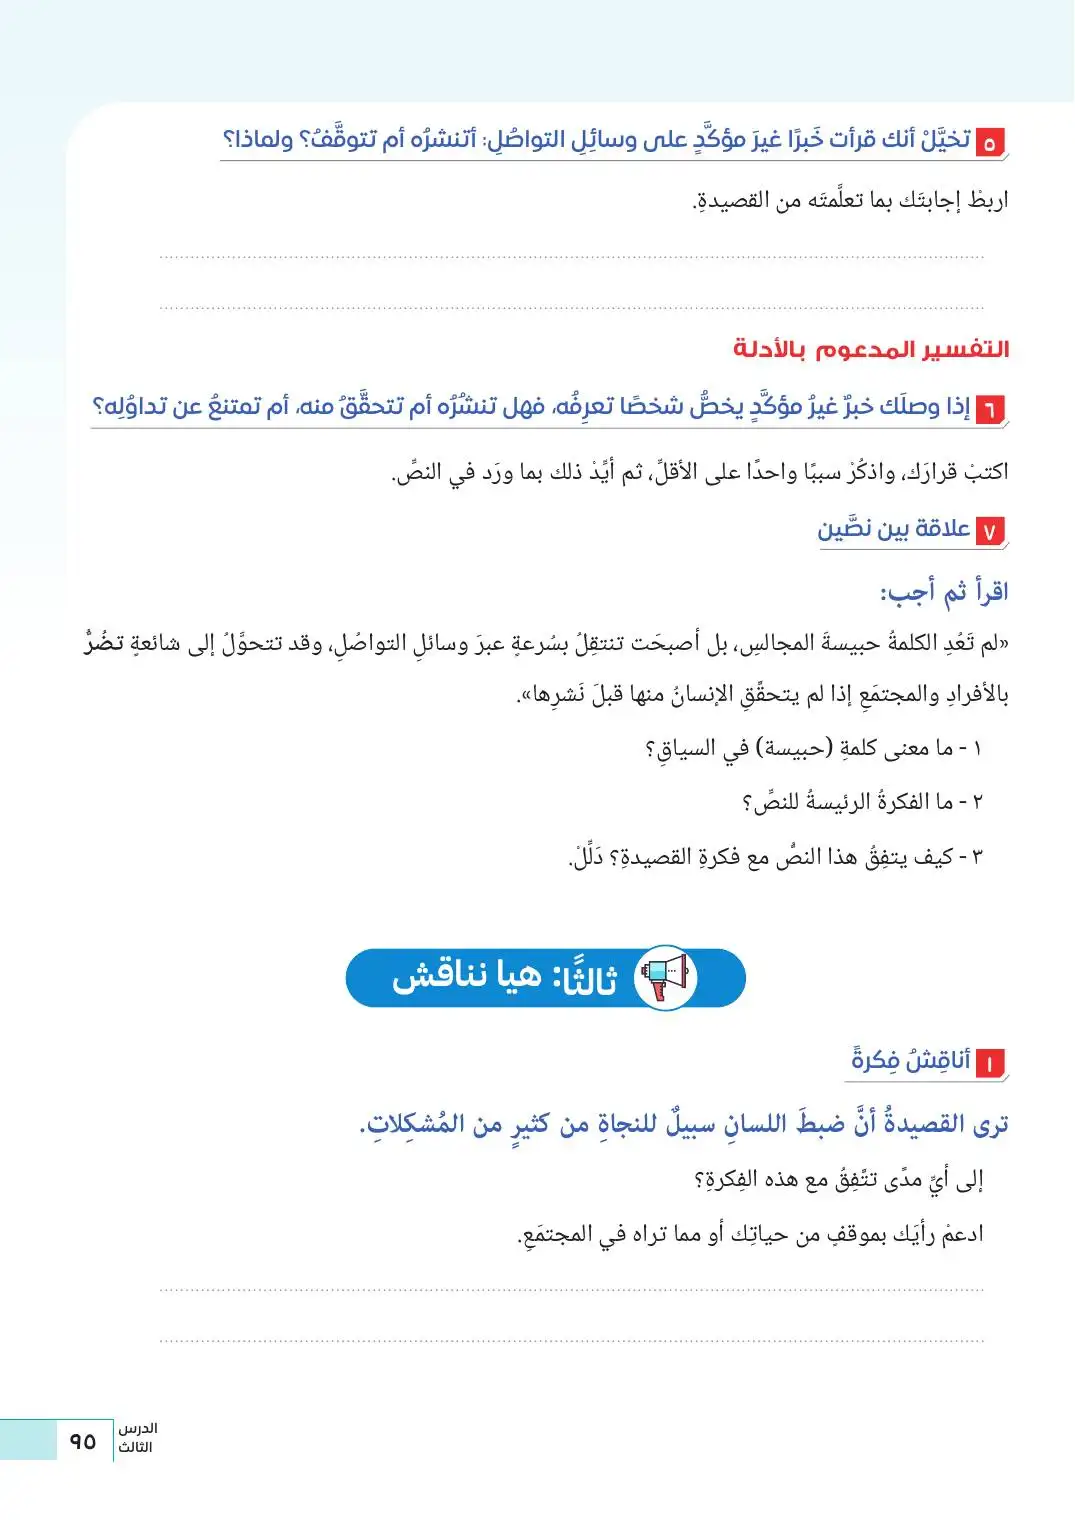 ٥ تخيَّلْ أنك قرأت خَبرًا غيرَ مؤكَّدٍ على وسائِلِ التواصُلِ: أتنشرُه أم تتوقَّفُ؟ ولماذا؟
اربطْ إجابتَك بما تعلَّمتَه من القصيدةِ.
التفسير المدعوم بالأدلة
٦ إذا وصلَك خبرٌ غيرُ مؤكَّدٍ يخصُّ شخصًا تعرِفُه، فهل تنشُرُه أم تتحقَّقُ منه، أم تمتنعُ عن تداوُلِه؟
اكتبْ قرارَك، واذكُرْ سببًا واحدًا على الأقلِّ، ثم أيِّدْ ذلك بما ورَد في النصِّ.
٧ علاقة بين نصَّين
اقرأ ثم أجب:
«لم تَعُدِ الكلمةُ حبيسةَ المجالسِ، بل أصبحَت تنتقِلُ بسُرعةٍ عبرَ وسائلِ التواصُلِ، وقد تتحوَّلُ إلى شائعةٍ تضُرُّ
بالأفرادِ والمجتمَعِ إذا لم يتحقَّقِ الإنسانُ منها قبلَ نَشرِها».
١ - ما معنى كلمةِ (حبيسة) في السياقِ؟
٢ - ما الفكرةُ الرئيسةُ للنصِّ؟
٣ - كيف يتفِقُ هذا النصُّ مع فكرةِ القصيدةِ؟ دَلِّلْ.
ثالثًا: هيا نناقش
١ أناقِشُ فِكرةً
ترى القصيدةُ أنَّ ضبطَ اللسانِ سبيلٌ للنجاةِ من كثيرٍ من المُشكِلاتِ.
إلى أيِّ مدًى تتَّفِقُ مع هذه الفِكرةِ؟
ادعمْ رأيَك بموقفٍ من حياتِك أو مما تراه في المجتمَعِ.
الدرس
الثالث
٩٥